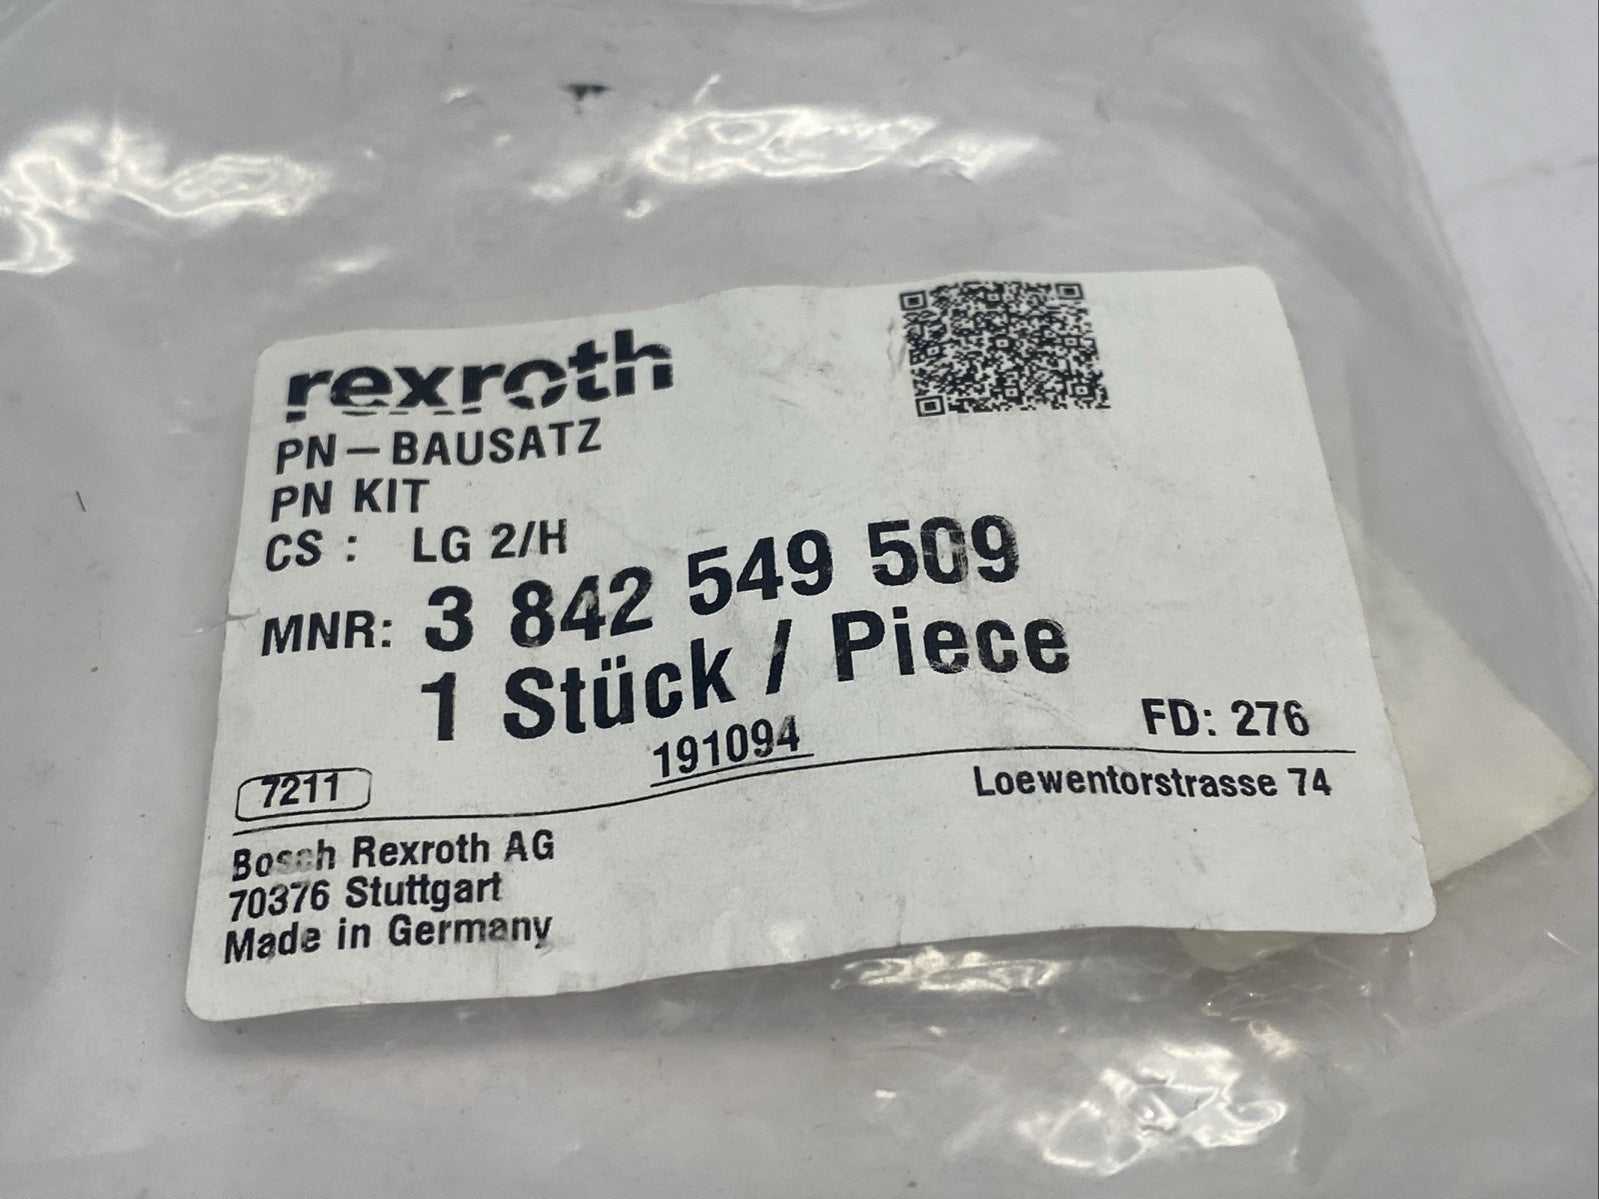 rexroth
PN-BAUSATZ
PN KIT
CS: LG 2/H
MNR: 3 842 549 509
1 Stück / Piece
191094
FD: 276
7211
Loewentorstrasse 74
Bosch Rexroth AG
70376 Stuttgart
Made in Germany